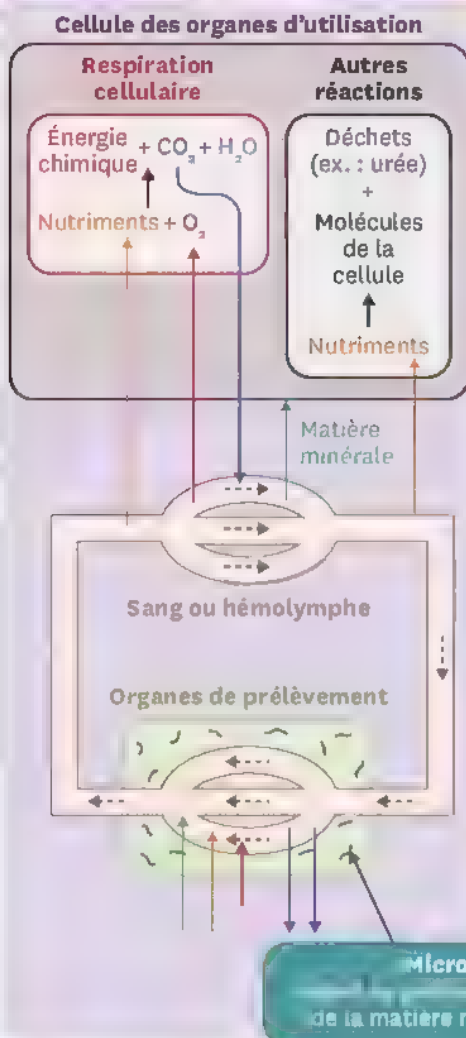 Cellule des organes d'utilisation
Respiration
cellulaire
Énergie
chimique + CO₂ + H₂O
Nutriments + O₂
Autres
réactions
Déchets
(ex. : urée)
+
Molécules
de la
cellule
Nutriments
Matière
minérale
Sang ou hémolymphe
Organes de prélèvement
Micro
de la matière